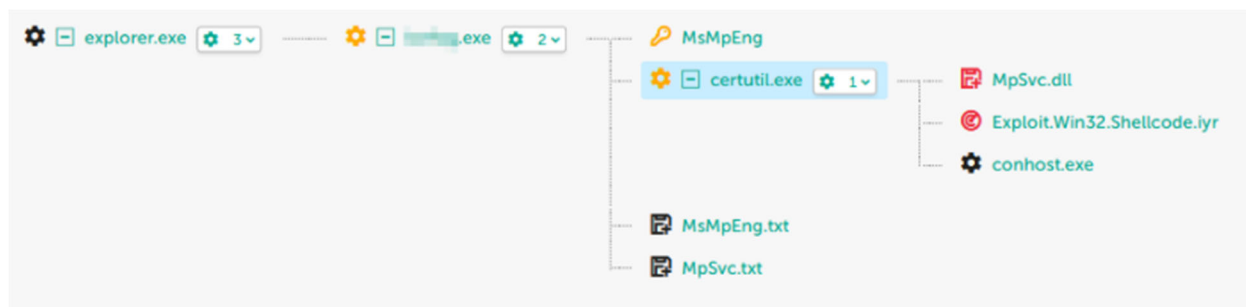 explorer.exe 3 .exe 2 MsMpEng
certutil.exe 1 MpSvc.dll
Exploit.Win32.Shellcode.iyr
conhost.exe
MsMpEng.txt
MpSvc.txt